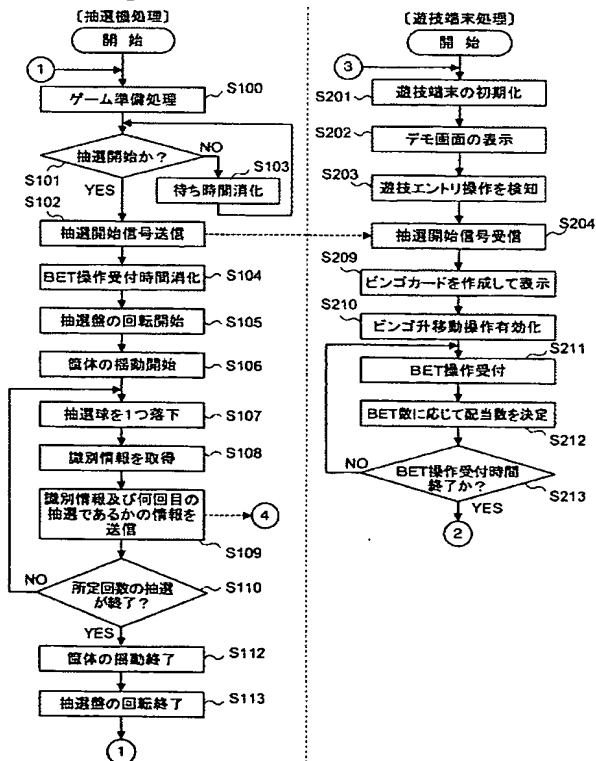 〔抽選機処理〕
開 始
1
ゲーム準備処理
S100
抽選開始か？
NO
S101
YES
S103
待ち時間消化
S102
抽選開始信号送信
BET操作受付時間消化
S104
抽選盤の回転開始
S105
筐体の揺動開始
S106
抽選球を1つ落下
S107
識別情報を取得
S108
識別情報及び何回目の
抽選であるかの情報を
送信
4
S109
NO
所定回数の抽選
が終了？
S110
YES
筐体の揺動終了
S112
抽選盤の回転終了
S113
1
〔遊技端末処理〕
開 始
3
S201
遊技端末の初期化
S202
デモ画面の表示
S203
遊技エントリ操作を検知
抽選開始信号受信
S204
S209
ビンゴカードを作成して表示
S210
ビンゴ升移動操作有効化
S211
BET操作受付
BET数に応じて配当数を決定
S212
NO
BET操作受付時間
終了か？
S213
YES
2